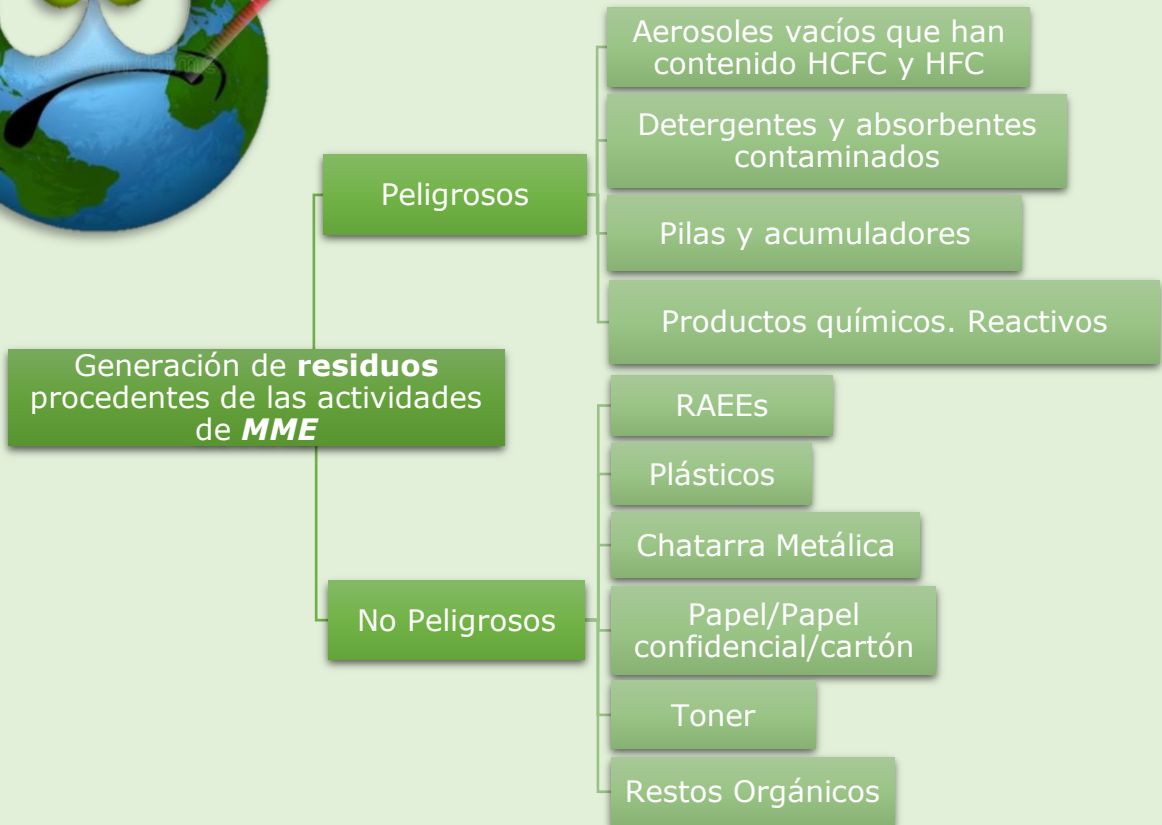 Generación de residuos
procedentes de las actividades
de MME
Peligrosos
Aerosoles vacíos que han
contenido HCFC y HFC
Detergentes y absorbentes
contaminados
Pilas y acumuladores
Productos químicos. Reactivos
No Peligrosos
RAEEs
Plásticos
Chatarra Metálica
Papel/Papel
confidencial/cartón
Toner
Restos Orgánicos